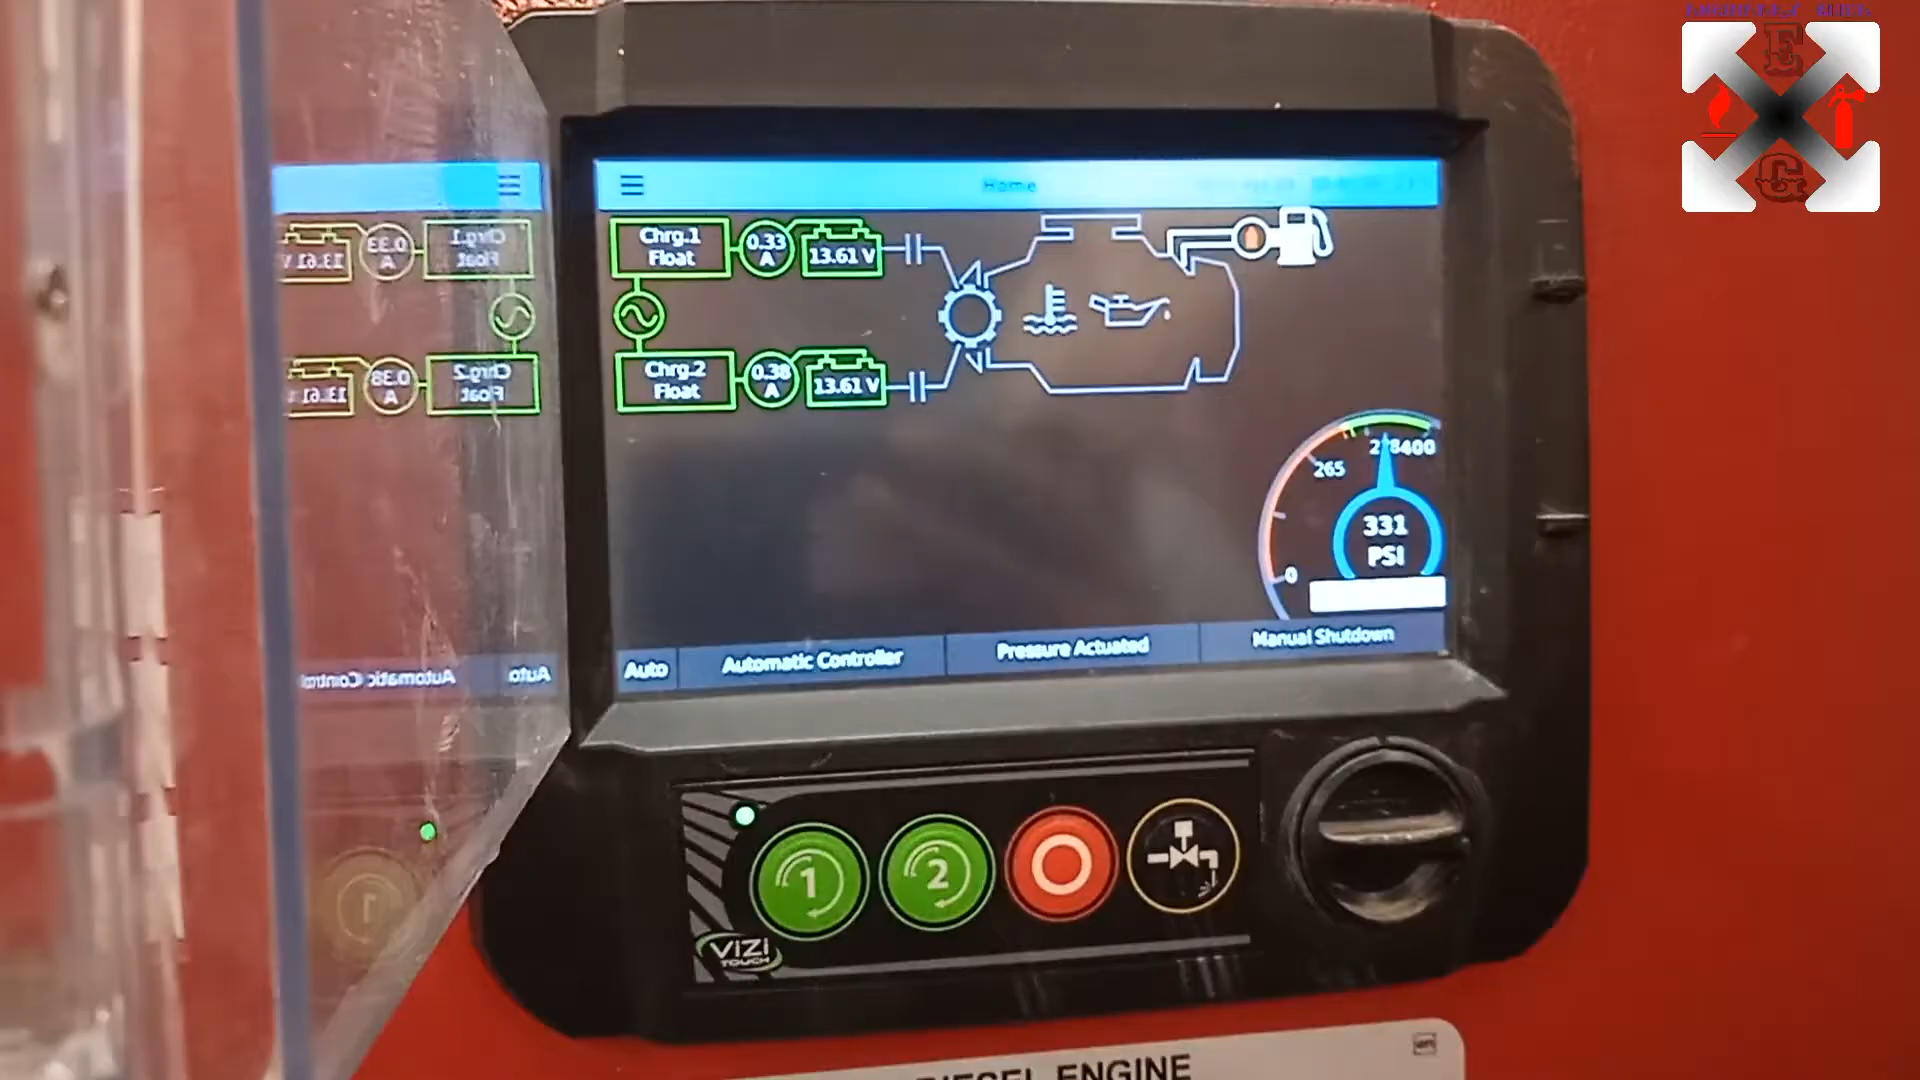 Home
Chrg.1
Float
0.33
A
13.61 V
Chrg.2
Float
0.38
A
13.61 V
265
400
0
331
PSI
Auto
Automatic Controller
Pressure Actuated
Manual Shutdown
1
2
ViZi
TOUCH
DIESEL ENGINE
E
G